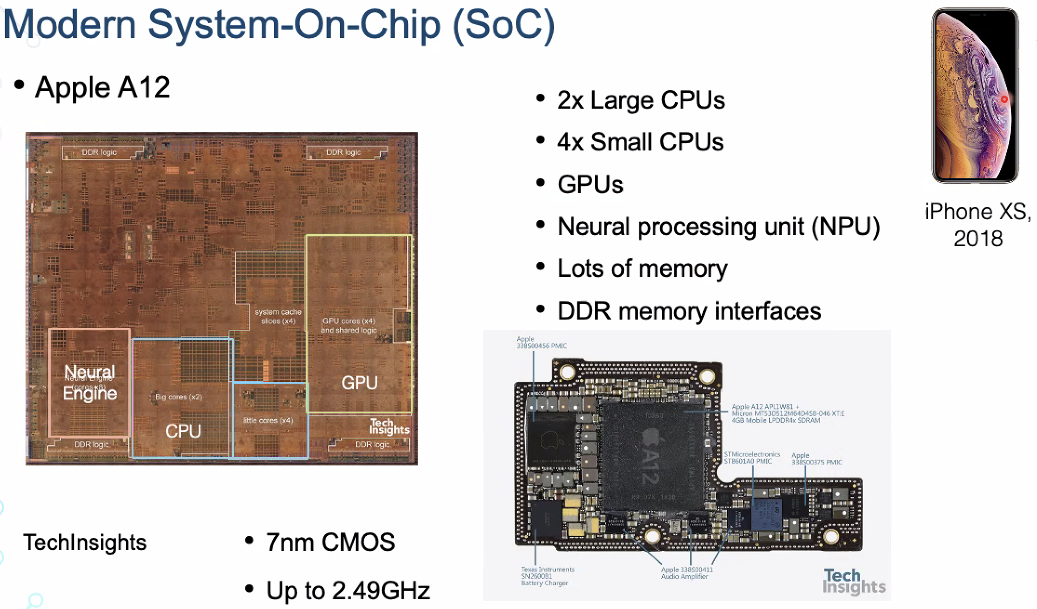 Modern System-On-Chip (SoC)
• Apple A12
DDR logic
DDR logic
system cache
slices (x4)
GPU cores (x4)
and shared logic
GPU
Neural
Engine
Big cores (x2)
CPU
little cores (x4)
DDR logic
DDR logic
Tech
Insights
• 2x Large CPUs
• 4x Small CPUs
• GPUs
• Neural processing unit (NPU)
• Lots of memory
• DDR memory interfaces
iPhone XS,
2018
Apple
338S00456 PMIC
Apple A12 APL1W81 +
Micron MT53D512M64D4SB-046 XT:E
4GB Mobile LPDDR4x SDRAM
STMicroelectronics
STB601A0 PMIC
Apple
338S00375 PMIC
A12
Texas Instruments
SN2600B1
Battery Charger
Apple 338S00411
Audio Amplifier
Tech
Insights
TechInsights
• 7nm CMOS
• Up to 2.49GHz